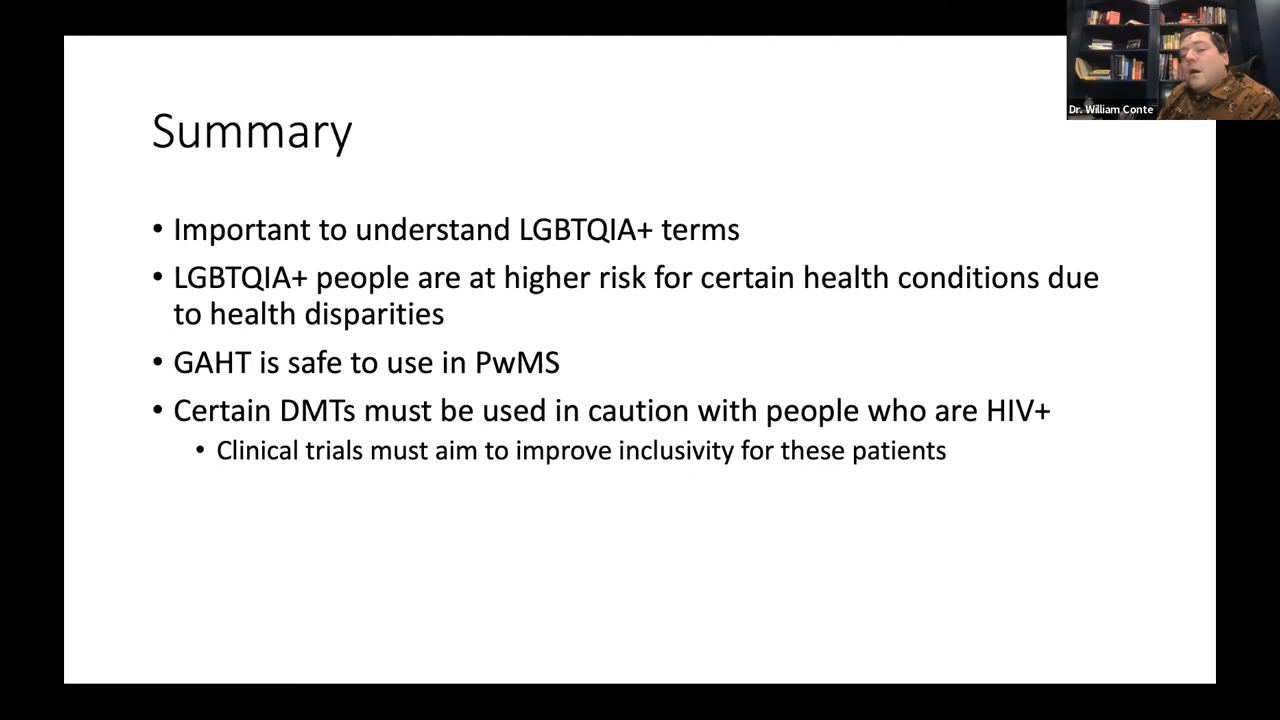 Dr. William Conte
Summary
• Important to understand LGBTQIA+ terms
• LGBTQIA+ people are at higher risk for certain health conditions due
to health disparities
• GAHT is safe to use in PwMS
• Certain DMTs must be used in caution with people who are HIV+
• Clinical trials must aim to improve inclusivity for these patients